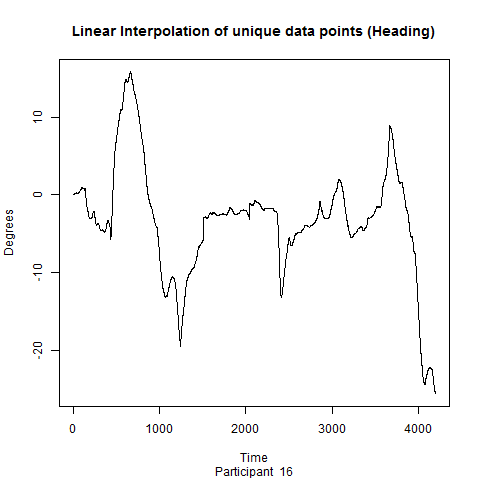 Linear Interpolation of unique data points (Heading)
Degrees
10
0
-10
-20
0 1000 2000 3000 4000
Time
Participant 16